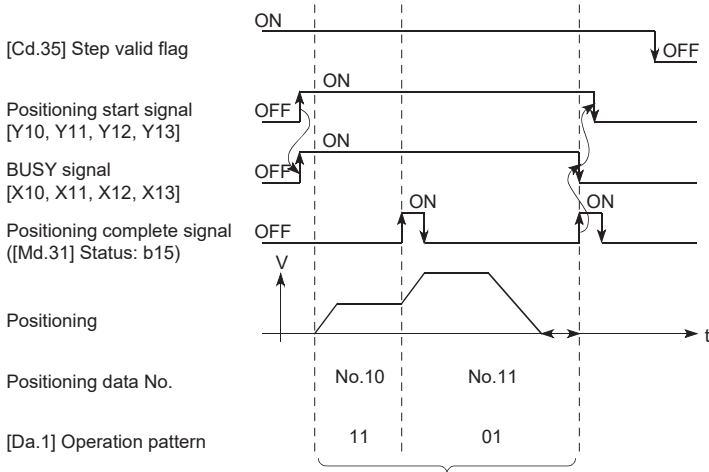 ON
[Cd.35] Step valid flag
OFF
ON
Positioning start signal
OFF
[Y10, Y11, Y12, Y13]
ON
BUSY signal
OFF
[X10, X11, X12, X13]
ON
ON
Positioning complete signal
OFF
([Md.31] Status: b15)
V
Positioning
t
Positioning data No.
No.10
No.11
[Da.1] Operation pattern
11
01